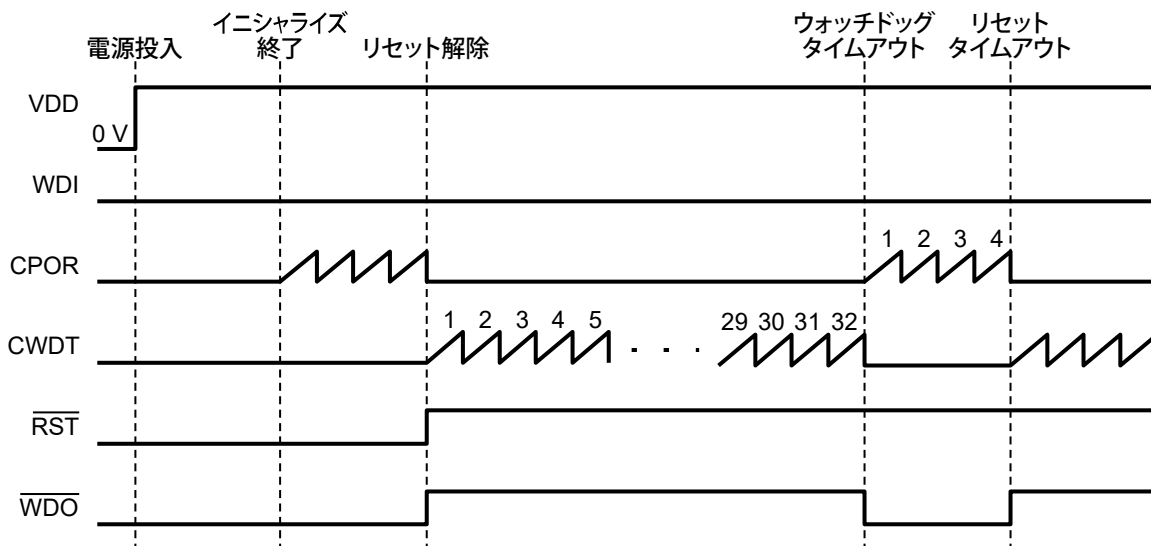 電源投入
イニシャライズ
終了
リセット解除
ウォッチドッグ
タイムアウト
リセット
タイムアウト
VDD
0 V
WDI
CPOR
1 2 3 4
CWDT
1 2 3 4 5 · · · 29 30 31 32
RST
WDO